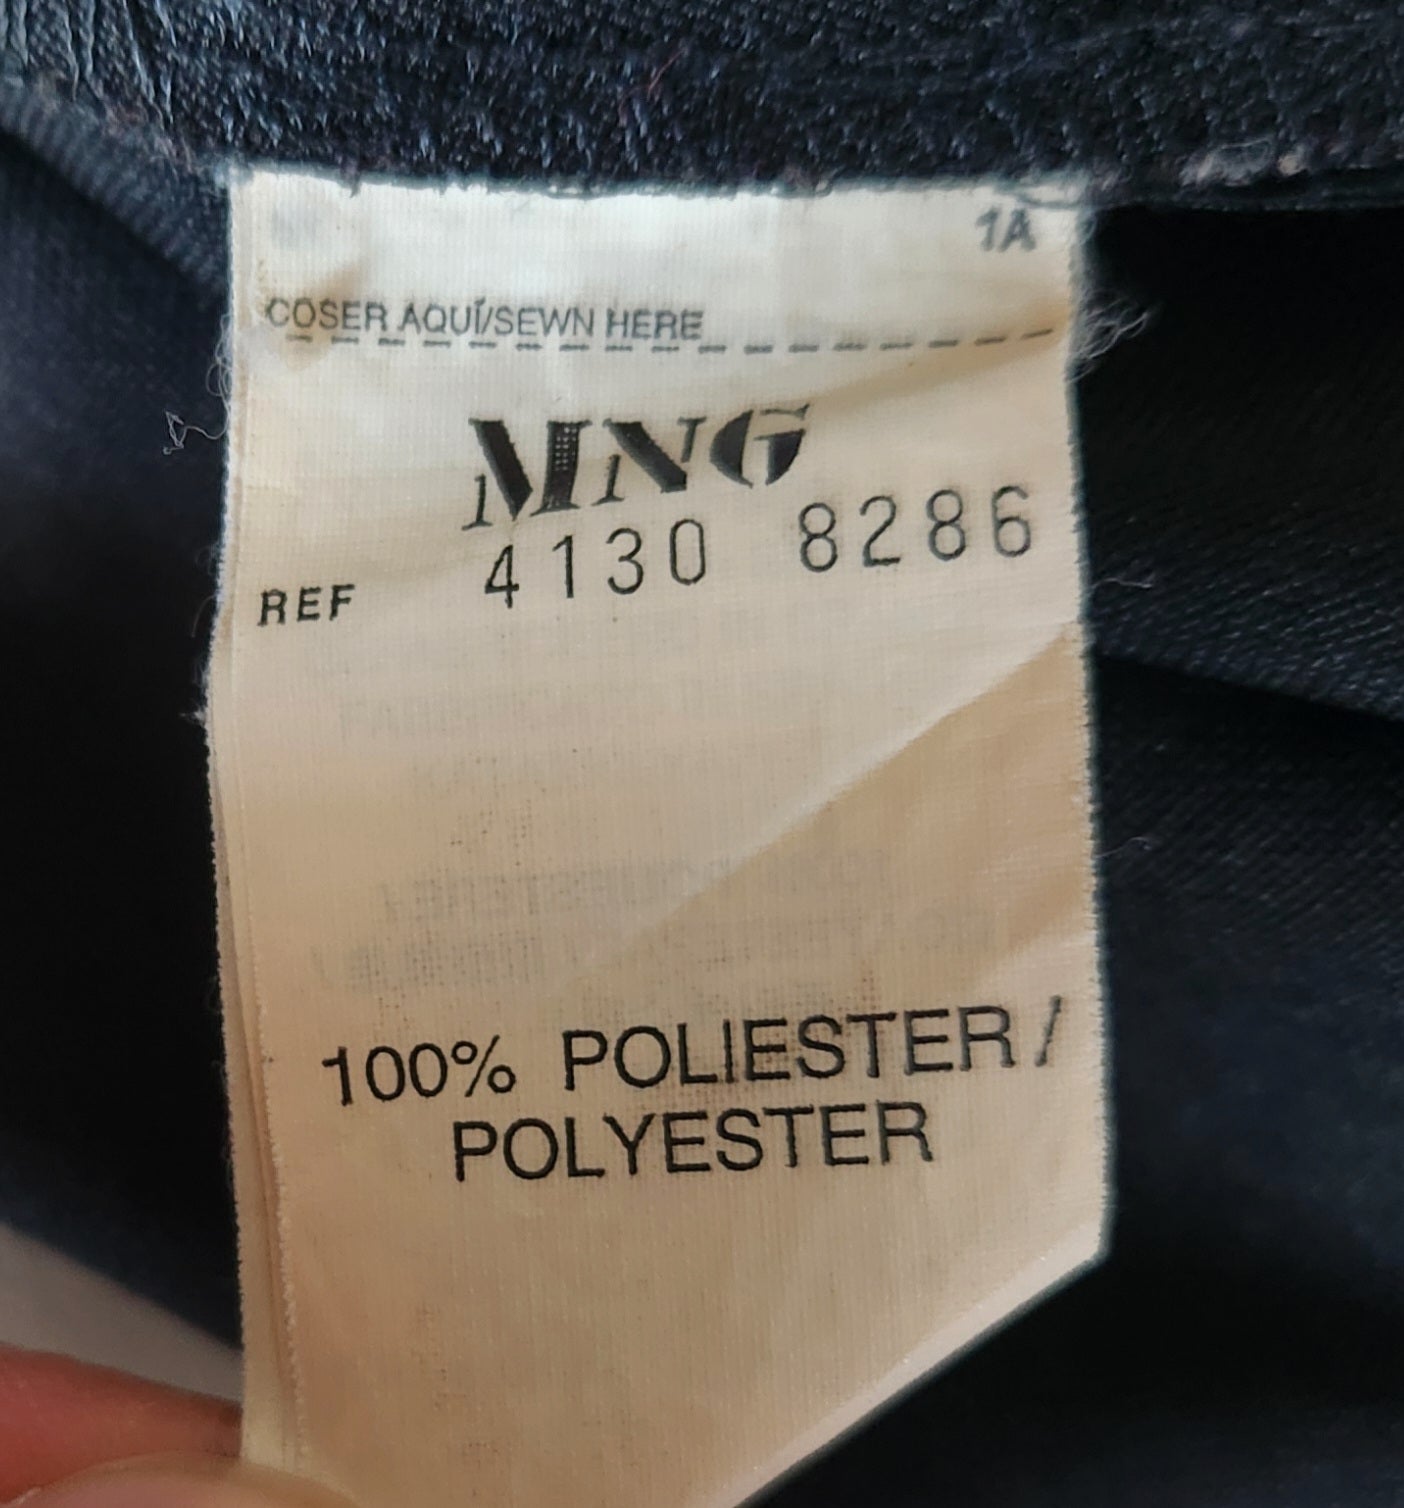 1A
COSER AQUÍ/SEWN HERE
MNG
REF 4130 8286
100% POLIESTER/
POLYESTER